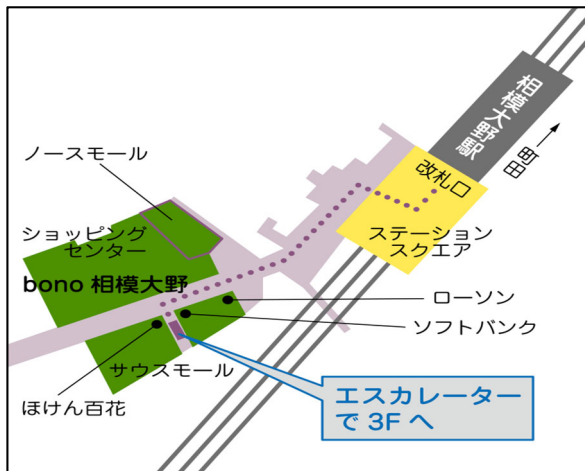 相模大野駅
町田
改札口
ノースモール
ショッピング
センター
ステーション
スクエア
bono 相模大野
ローソン
ソフトバンク
サウスモール
ほけん百花
エスカレーター
で 3F へ